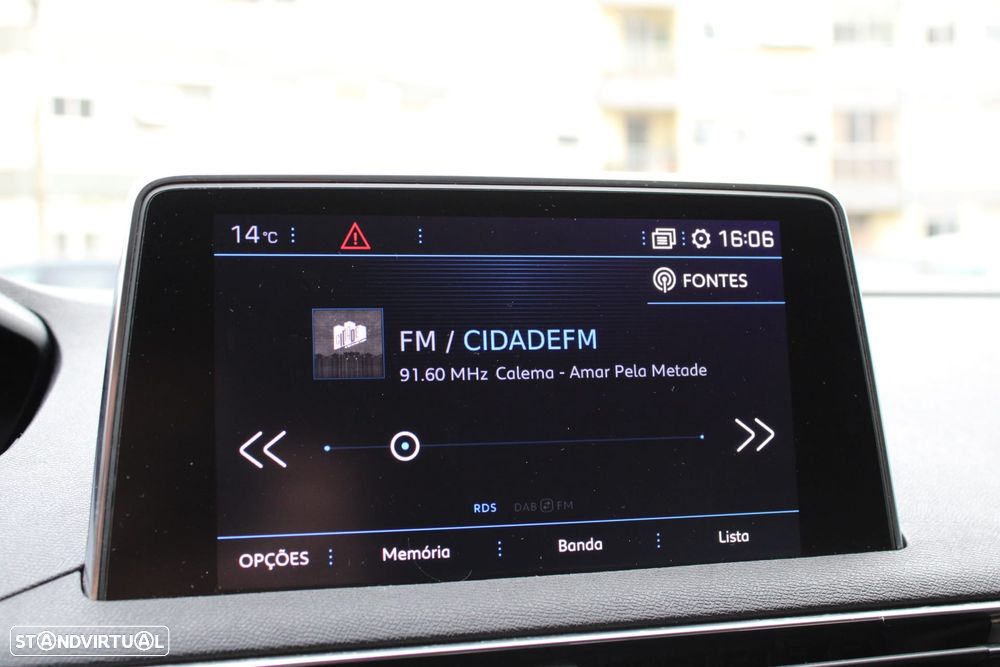 14°C
16:06
FONTES
FM / CIDADEFM
91.60 MHz Calema - Amar Pela Metade
RDS DAB FM
OPÇÕES Memória Banda Lista
STANDVIRTUAL